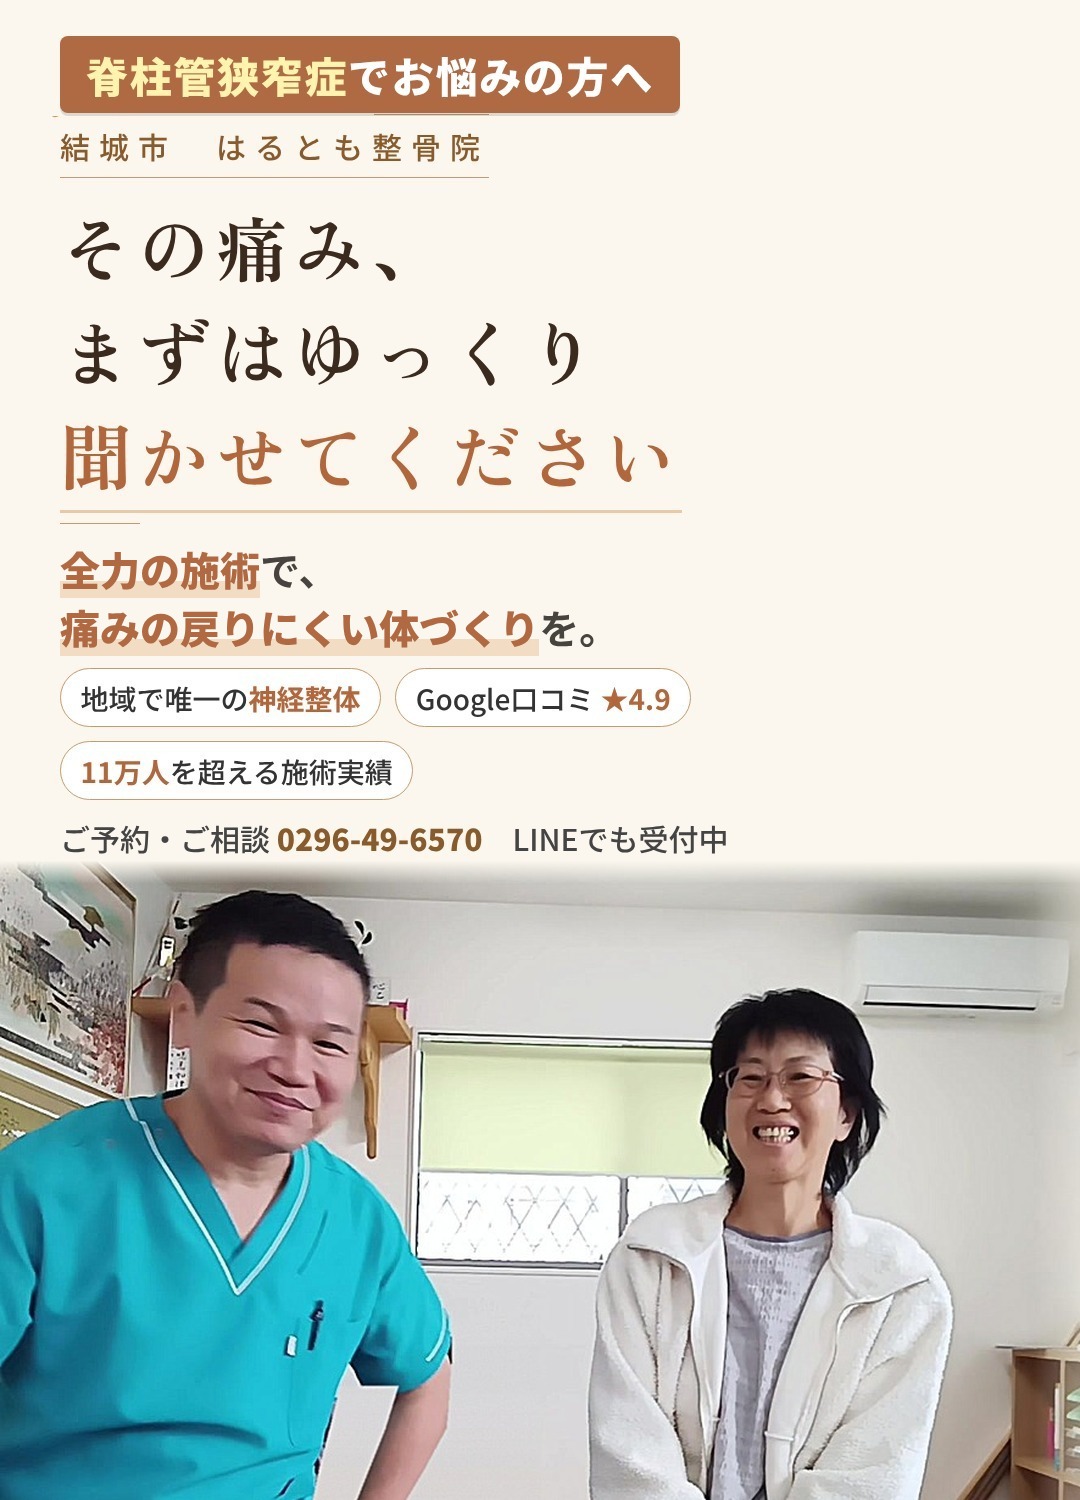 脊柱管狭窄症でお悩みの方へ
結城市　はるとも整骨院
その痛み、
まずはゆっくり
聞かせてください
全力の施術で、
痛みの戻りにくい体づくりを。
地域で唯一の神経整体
Google口コミ ★4.9
11万人を超える施術実績
ご予約・ご相談 0296-49-6570　LINEでも受付中